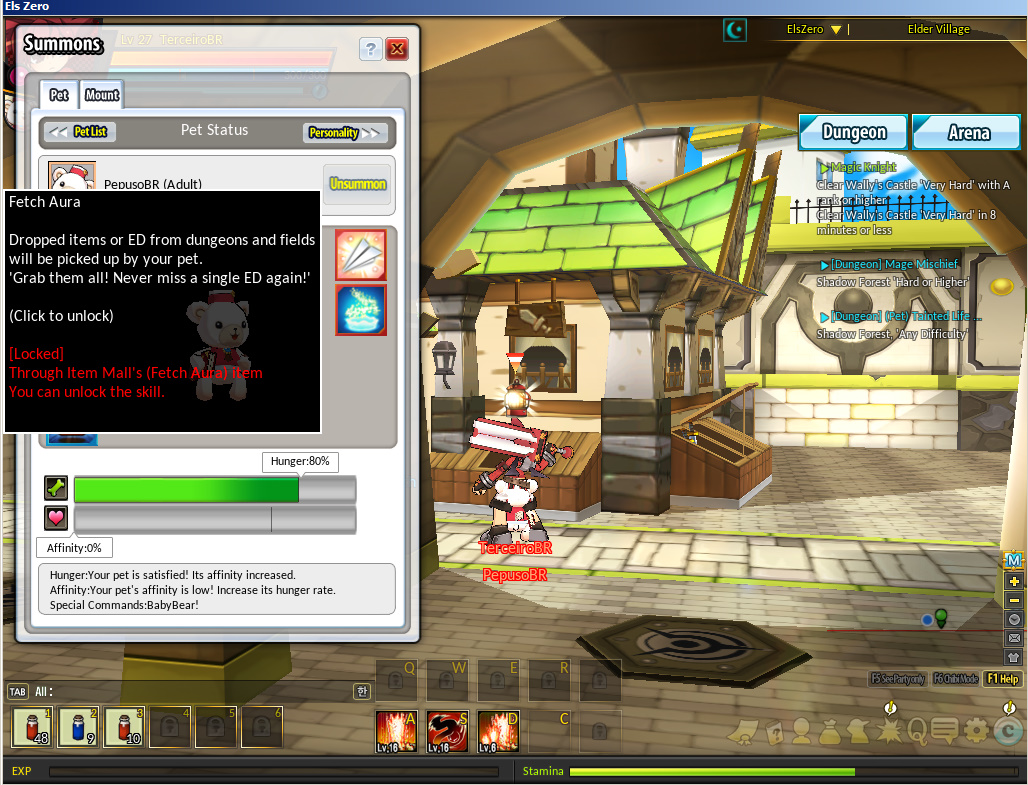 Els Zero
Summons
Lv.27 TerceiroBR
?
Pet
Mount
Pet List
Pet Status
Personality
PepusoBR (Adult)
Unsummon
Fetch Aura
Dropped items or ED from dungeons and fields
will be picked up by your pet.
'Grab them all! Never miss a single ED again!'
(Click to unlock)
[Locked]
Through Item Mall's (Fetch Aura) item
You can unlock the skill.
Hunger:80%
Affinity:0%
Hunger:Your pet is satisfied! Its affinity increased.
Affinity:Your pet's affinity is low! Increase its hunger rate.
Special Commands:BabyBear!
ElsZero
Elder Village
Dungeon
Arena
Magic Knight
Clear Wally's Castle 'Very Hard' with A
rank or higher
Clear Wally's Castle 'Very Hard' in 8
minutes or less
[Dungeon] Mage Mischief
Shadow Forest 'Hard or Higher'
[Dungeon] (Pet) Tainted Life ...
Shadow Forest, 'Any Difficulty'
TerceiroBR
PepusoBR
M
F5 See Party only
F6 Chibi Mode
F1 Help
TAB
All :
한
Q
W
E
R
1
48
2
9
3
10
4
5
6
A
Lv.16
S
Lv.16
D
Lv.6
C
EXP
Stamina